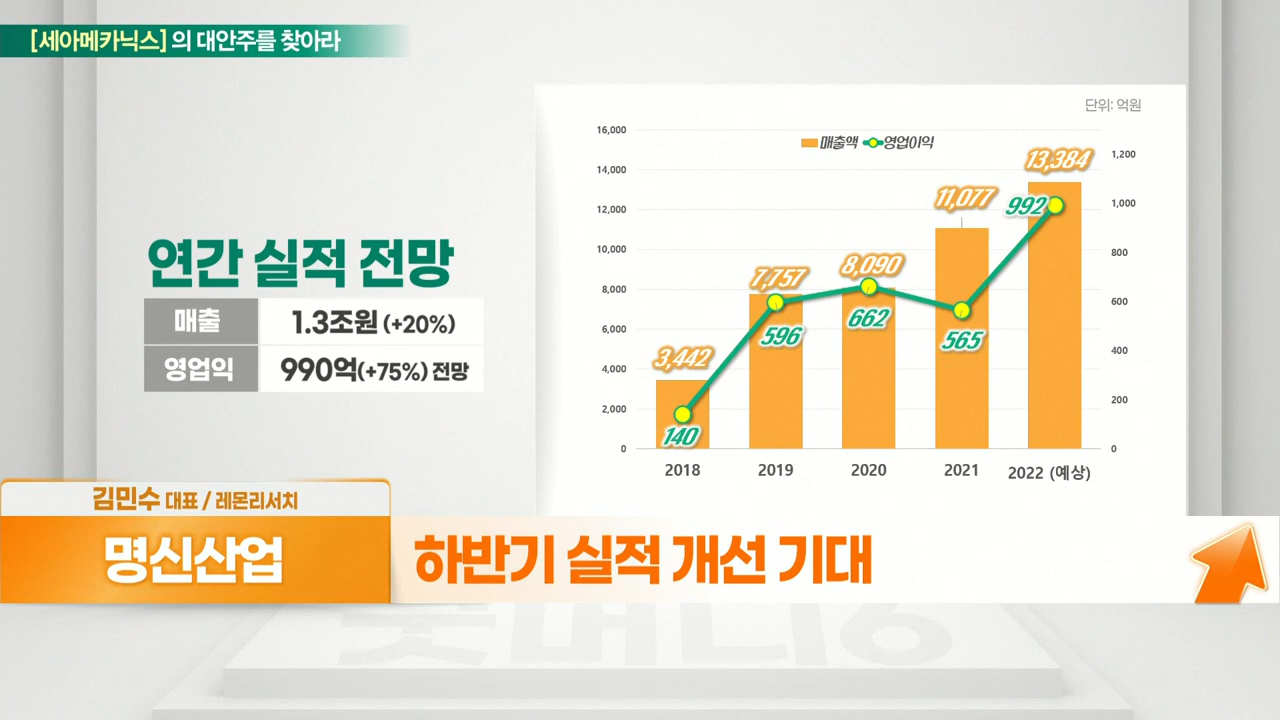 [세아메카닉스] 의 대안주를 찾아라
단위: 억원
연간 실적 전망
매출 1.3조원 (+20%)
영업익 990억(+75%) 전망
매출액 영업이익
16,000
14,000
12,000
10,000
8,000
6,000
4,000
2,000
0
1,200
1,000
800
600
400
200
0
3,442
7,757
8,090
11,077
13,384
140
596
662
565
992
2018 2019 2020 2021 2022 (예상)
김민수 대표 / 레몬리서치
명신산업
하반기 실적 개선 기대